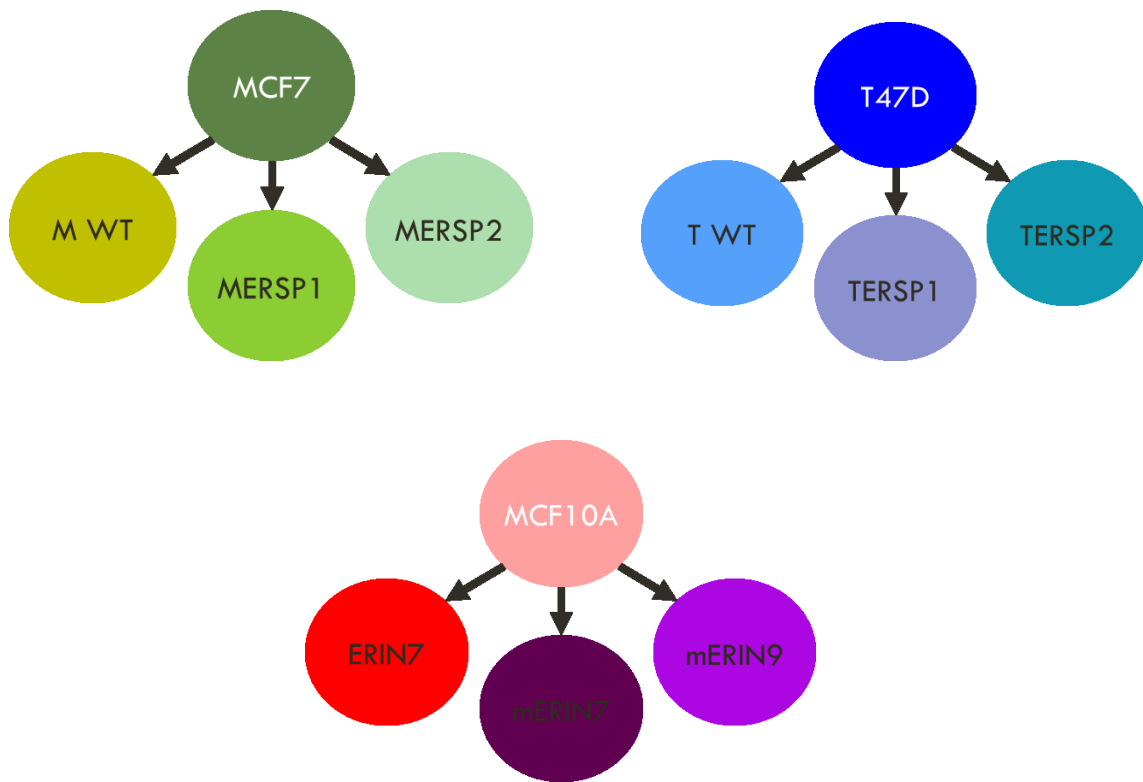 MCF7
M WT
MERSP1
MERSP2
T47D
T WT
TERSP1
TERSP2
MCF10A
ERIN7
mERIN7
mERIN9